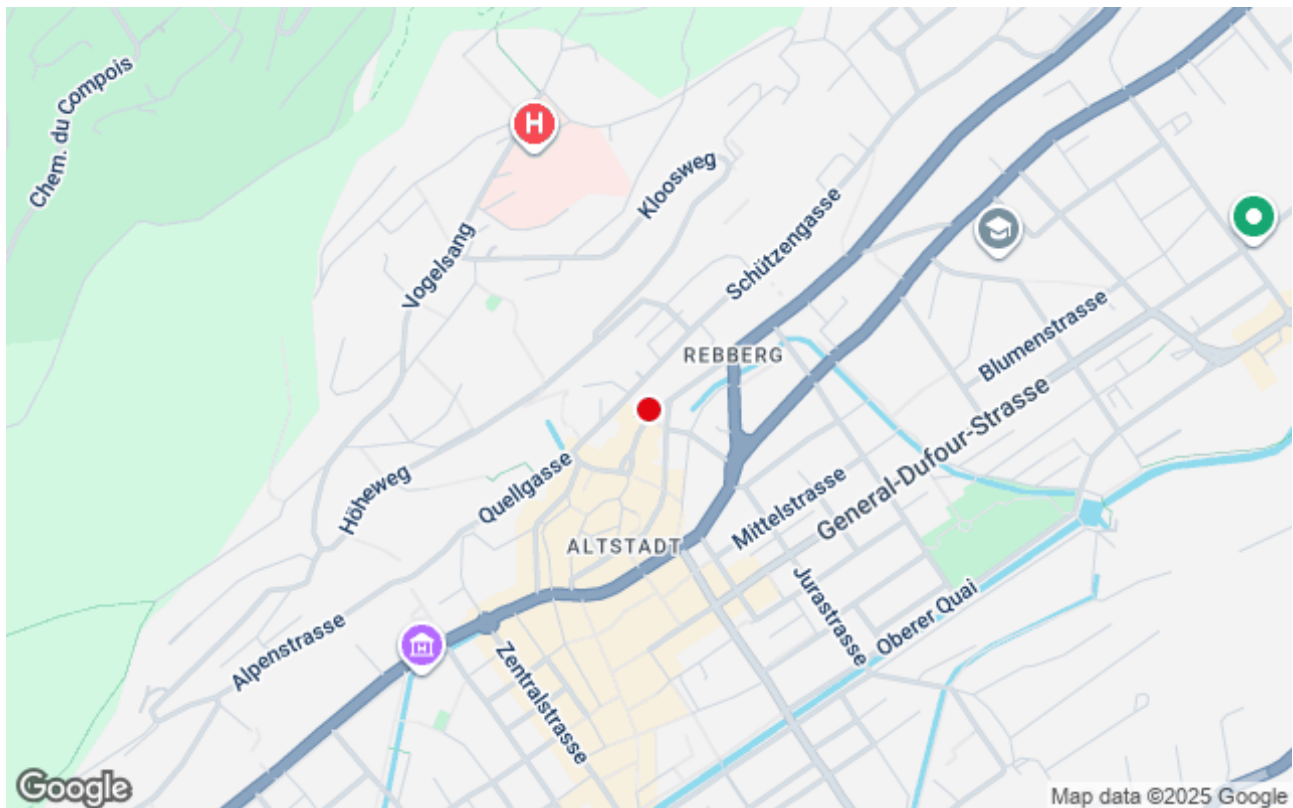 Chem. du Compois
H
Kloosweg
Vogelsang
Schützengasse
REBBERG
Blumenstrasse
General-Dufour-Strasse
Höheweg
Quellgasse
Mittelstrasse
ALTSTADT
Jurastrasse
Oberer Quai
Alpenstrasse
Zentralstrasse
Google
Map data ©2025 Google